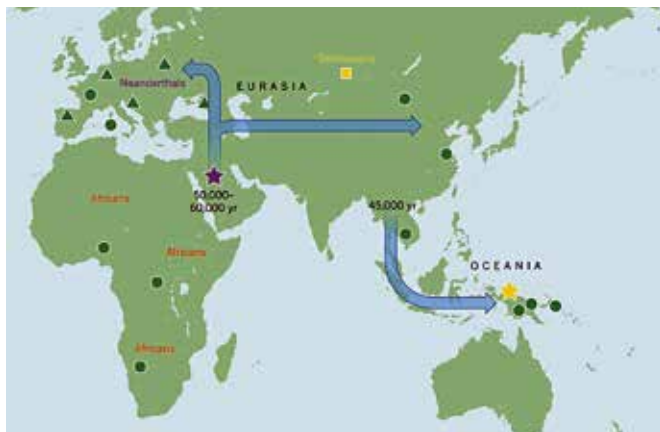 Denisovans
Neanderthals
EURASIA
50,000–
60,000 yr
45,000 yr
Africans
Africans
OCEANIA
Africans